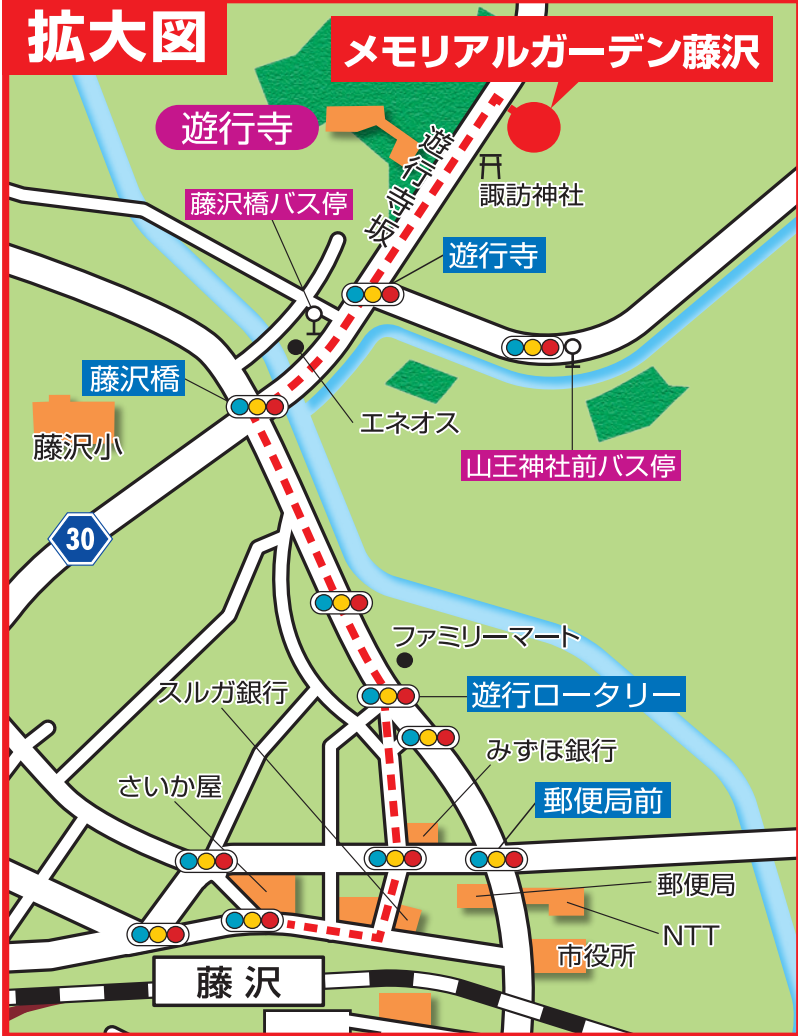 拡大図
メモリアルガーデン藤沢
遊行寺
遊行寺坂
諏訪神社
藤沢橋バス停
遊行寺
藤沢橋
エネオス
藤沢小
山王神社前バス停
30
ファミリーマート
スルガ銀行
遊行ロータリー
みずほ銀行
さいか屋
郵便局前
郵便局
NTT
市役所
藤沢